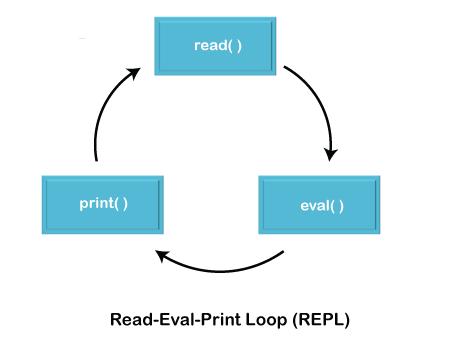 read( )
print( )
eval( )
Read-Eval-Print Loop (REPL)